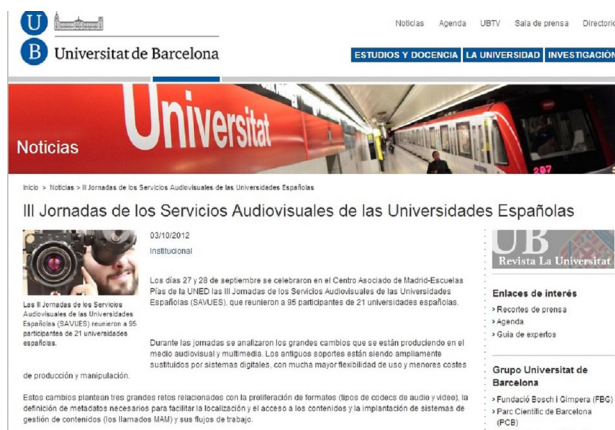 U
B
Universitat de Barcelona
Noticias Agenda UBTV Sala de prensa Directorio
ESTUDIOS Y DOCENCIA LA UNIVERSIDAD INVESTIGACIÓN
Universitat
297
Noticias
Inicio > Noticias > III Jornadas de los Servicios Audiovisuales de las Universidades Españolas
III Jornadas de los Servicios Audiovisuales de las Universidades Españolas
03/10/2012
Institucional
Los días 27 y 28 de septiembre se celebraron en el Centro Asociado de Madrid-Escuelas
Pías de la UNED las III Jornadas de los Servicios Audiovisuales de las Universidades
Españolas (SAVUES), que reunieron a 95 participantes de 21 universidades españolas.
Las III Jornadas de los Servicios
Audiovisuales de las Universidades
Españolas (SAVUES) reunieron a 95
participantes de 21 universidades
españolas.
Durante las jornadas se analizaron los grandes cambios que se están produciendo en el
medio audiovisual y multimedia. Los antiguos soportes están siendo ampliamente
sustituidos por sistemas digitales, con mucha mayor flexibilidad de uso y menores costes
de producción y manipulación.
Estos cambios plantean tres grandes retos relacionados con la proliferación de formatos (tipos de codecs de audio y video), la
definición de metadatos necesarios para facilitar la localización y el acceso a los contenidos y la implantación de sistemas de
gestión de contenidos (los llamados MAM) y sus flujos de trabajo.
UB
Revista La Universitat
Enlaces de interés
> Recortes de prensa
> Agenda
> Guía de expertos
Grupo Universitat de
Barcelona
> Fundació Bosch i Gimpera (FBG)
> Parc Científic de Barcelona
(PCB)